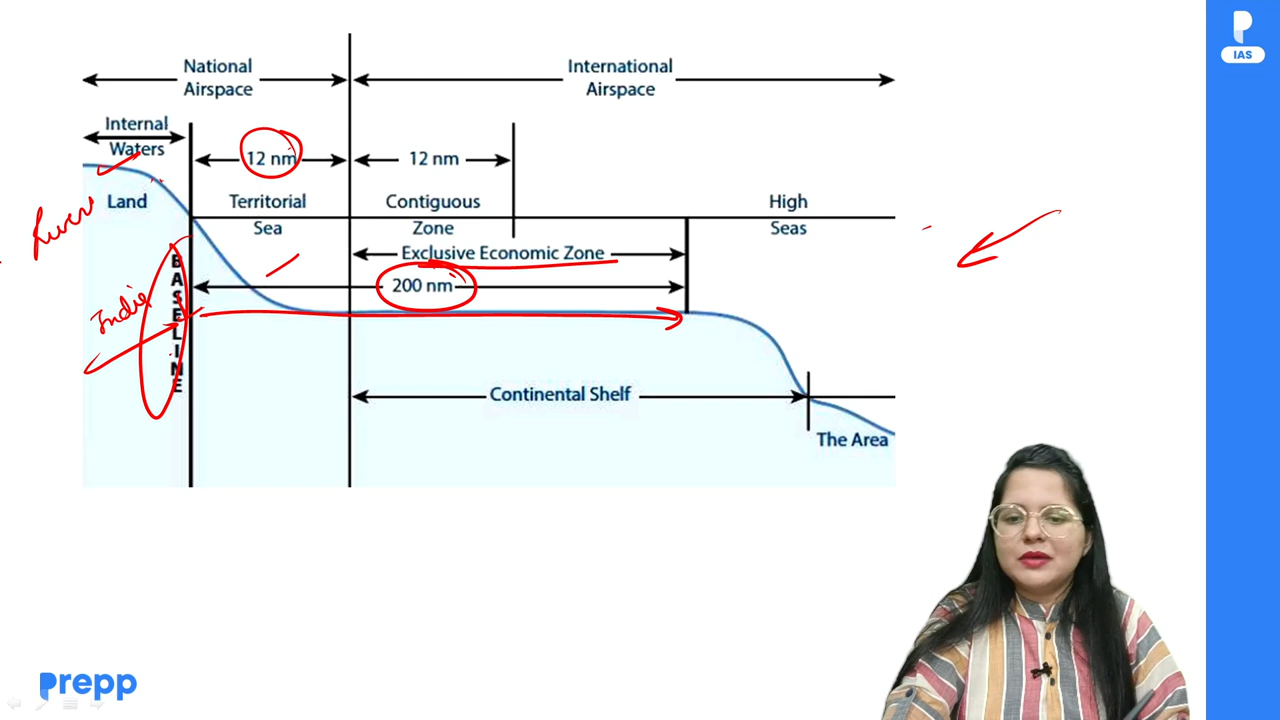 IAS
National
Airspace
International
Airspace
Internal
Waters
12 nm
12 nm
Land
Territorial
Sea
Contiguous
Zone
High
Seas
Exclusive Economic Zone
200 nm
BASELINE
India
Continental Shelf
The Area
prepp